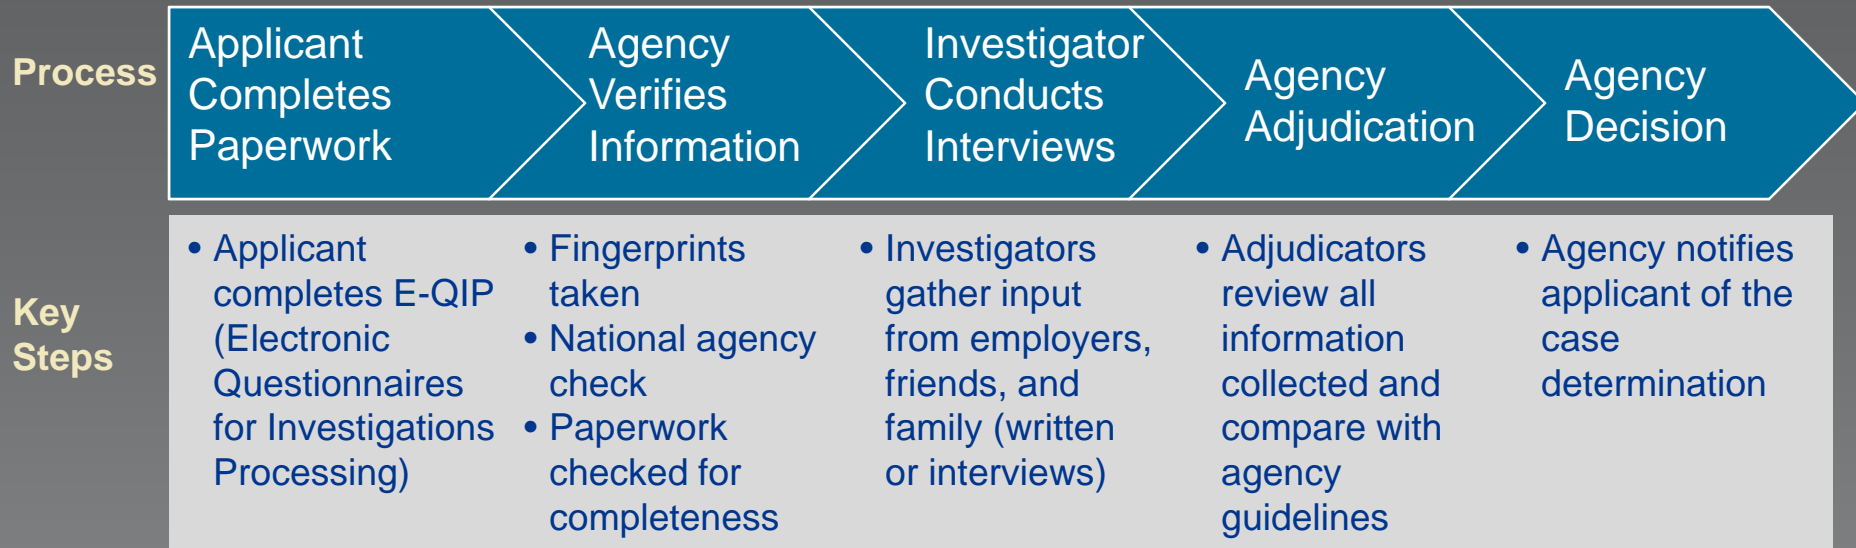 Process
Applicant
Completes
Paperwork
Agency
Verifies
Information
Investigator
Conducts
Interviews
Agency
Adjudication
Agency
Decision
Key
Steps
• Applicant
completes E-QIP
(Electronic
Questionnaires
for Investigations
Processing)
• Fingerprints
taken
• National agency
check
• Paperwork
checked for
completeness
• Investigators
gather input
from employers,
friends, and
family (written
or interviews)
• Adjudicators
review all
information
collected and
compare with
agency
guidelines
• Agency notifies
applicant of the
case
determination